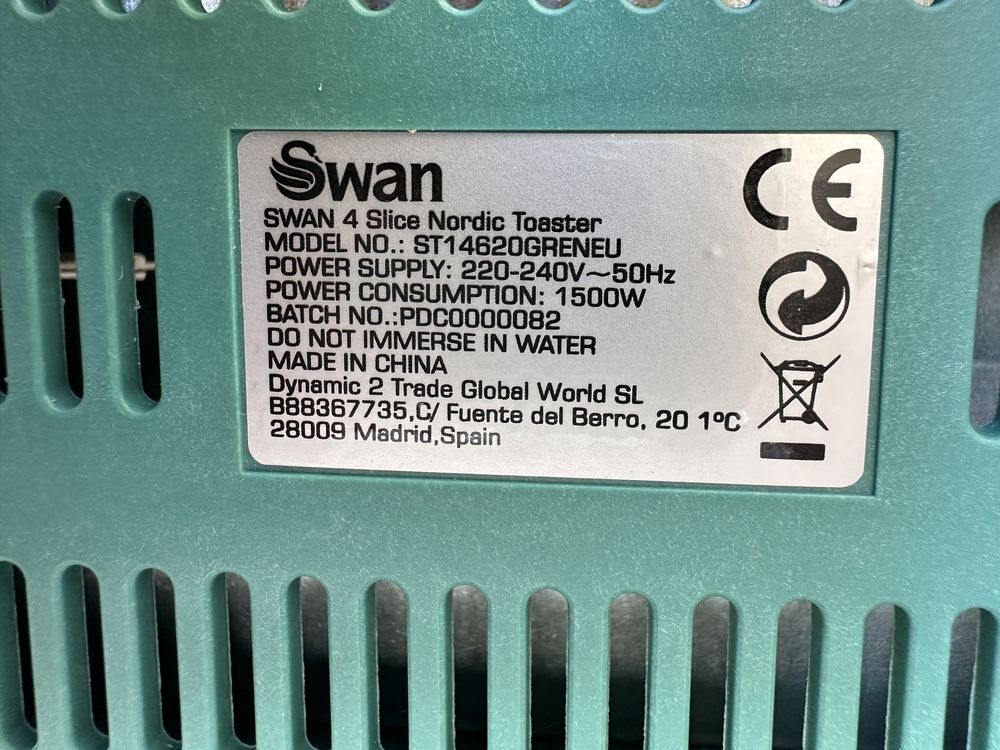 Swan
SWAN 4 Slice Nordic Toaster
MODEL NO.: ST14620GRENEU
POWER SUPPLY: 220-240V~50Hz
POWER CONSUMPTION: 1500W
BATCH NO.:PDC0000082
DO NOT IMMERSE IN WATER
MADE IN CHINA
Dynamic 2 Trade Global World SL
B88367735,C/ Fuente del Berro, 20 1ºC
28009 Madrid,Spain
CE